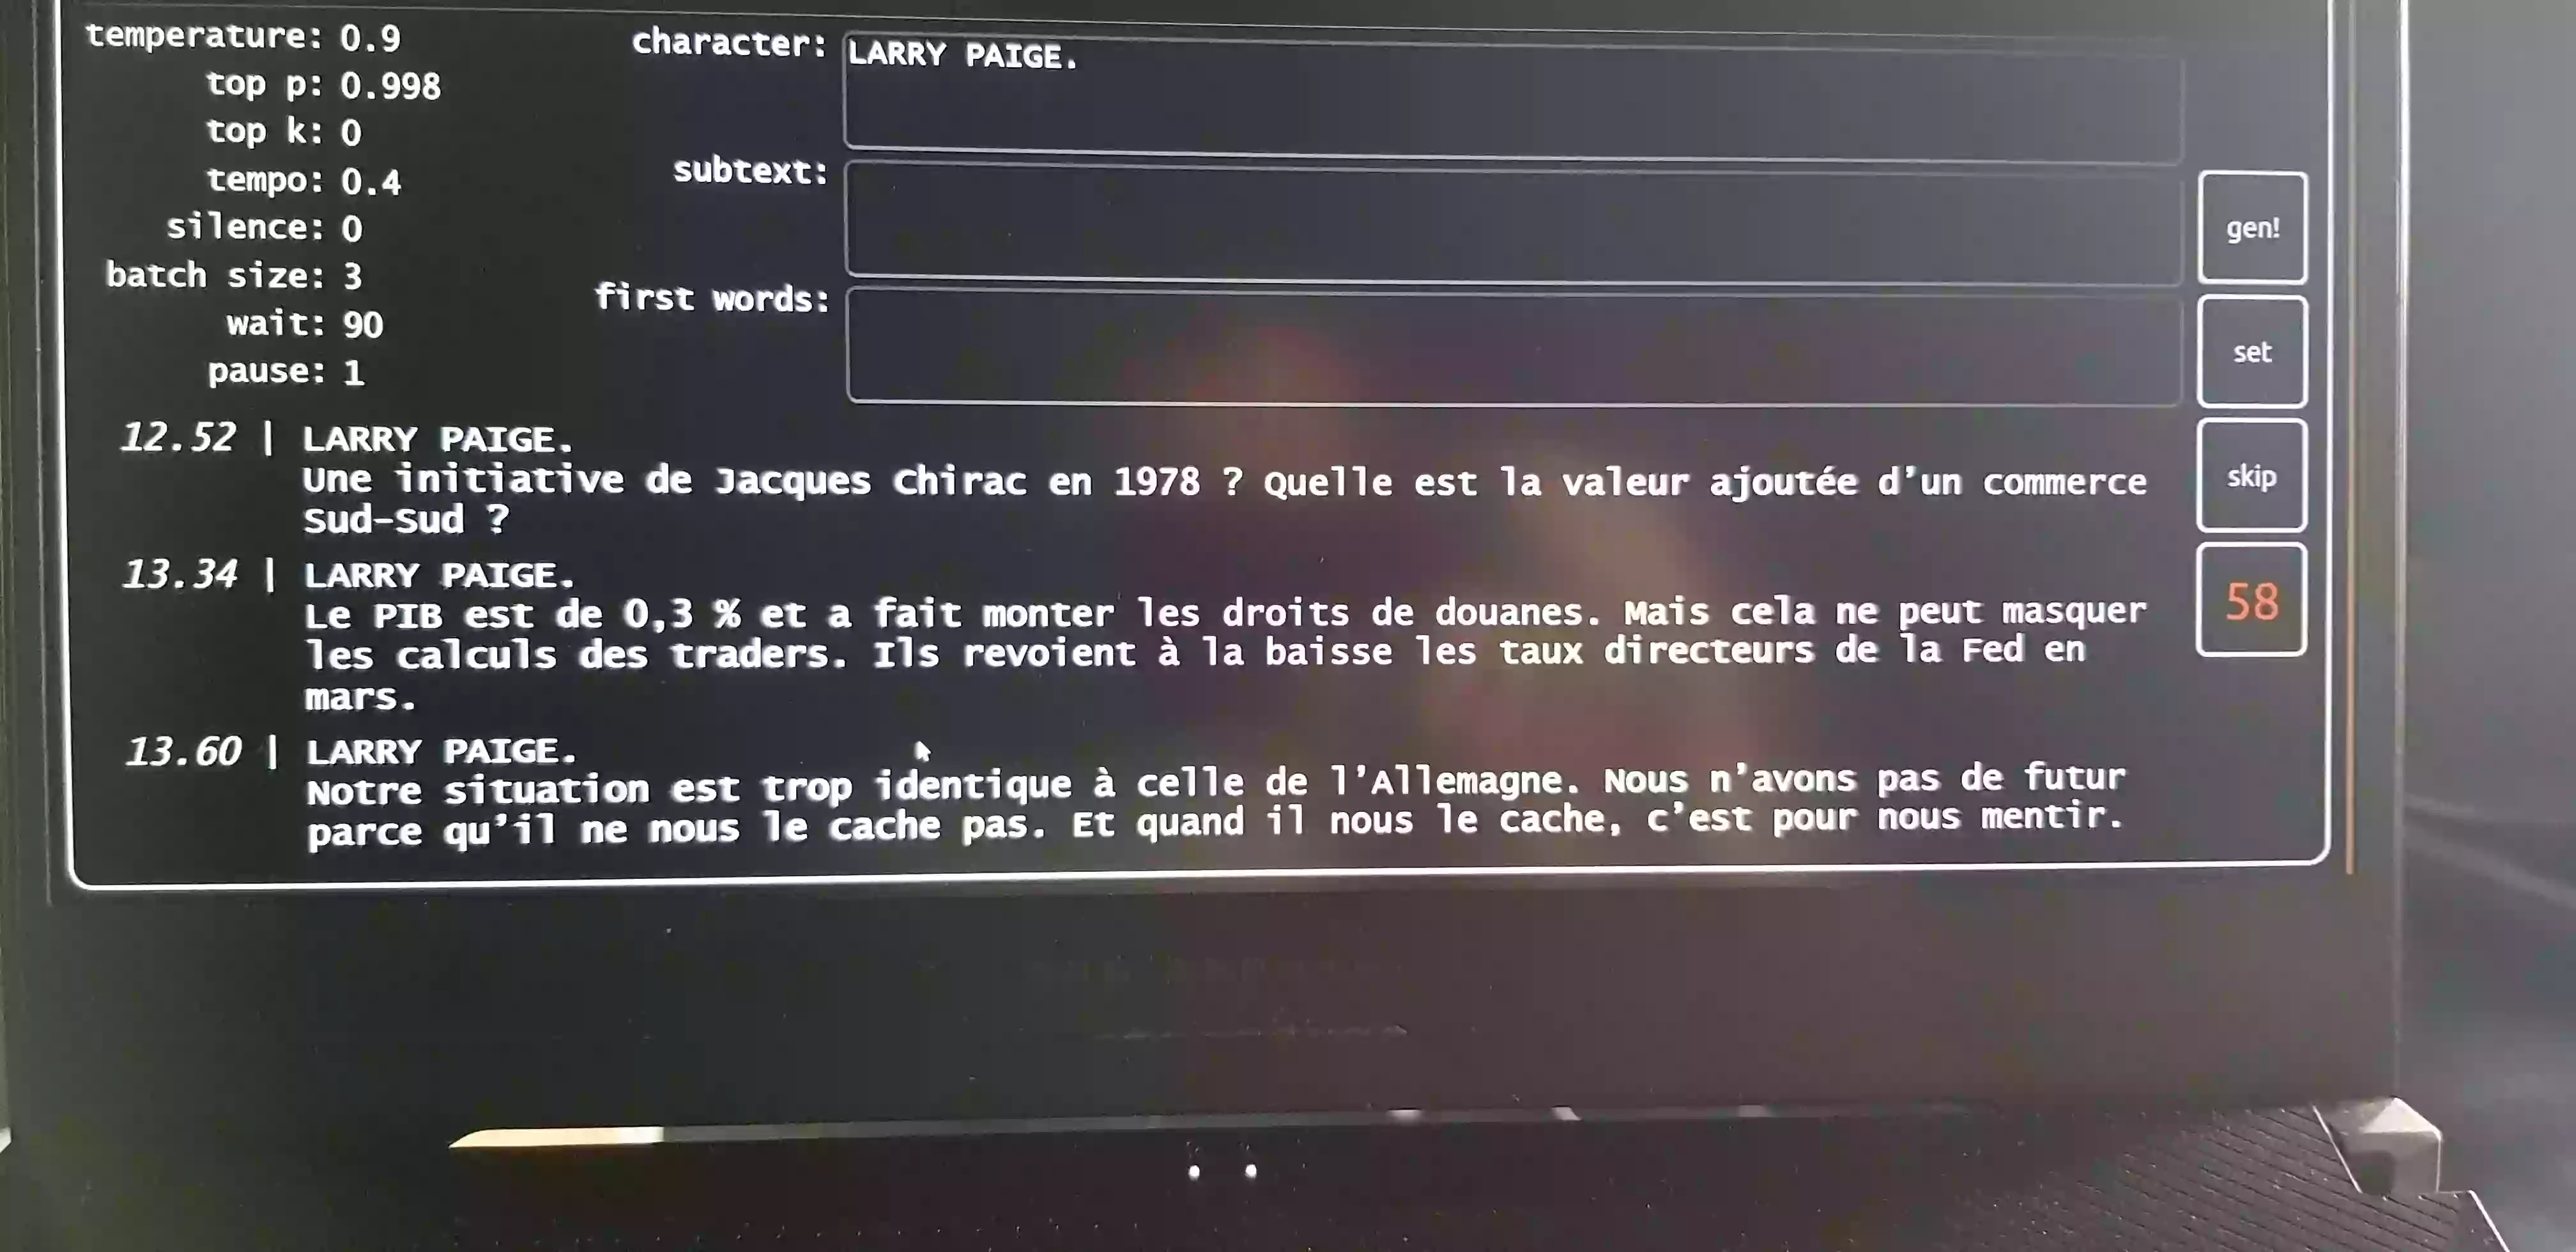 temperature: 0.9
top p: 0.998
top k: 0
tempo: 0.4
silence: 0
batch size: 3
wait: 90
pause: 1
character: LARRY PAIGE.
subtext:
first words:
gen!
set
skip
58
12.52 | LARRY PAIGE.
Une initiative de Jacques Chirac en 1978 ? Quelle est la valeur ajoutée d'un commerce
Sud-Sud ?
13.34 | LARRY PAIGE.
Le PIB est de 0,3 % et a fait monter les droits de douanes. Mais cela ne peut masquer
les calculs des traders. Ils revoient à la baisse les taux directeurs de la Fed en
mars.
13.60 | LARRY PAIGE.
Notre situation est trop identique à celle de l'Allemagne. Nous n'avons pas de futur
parce qu'il ne nous le cache pas. Et quand il nous le cache, c'est pour nous mentir.